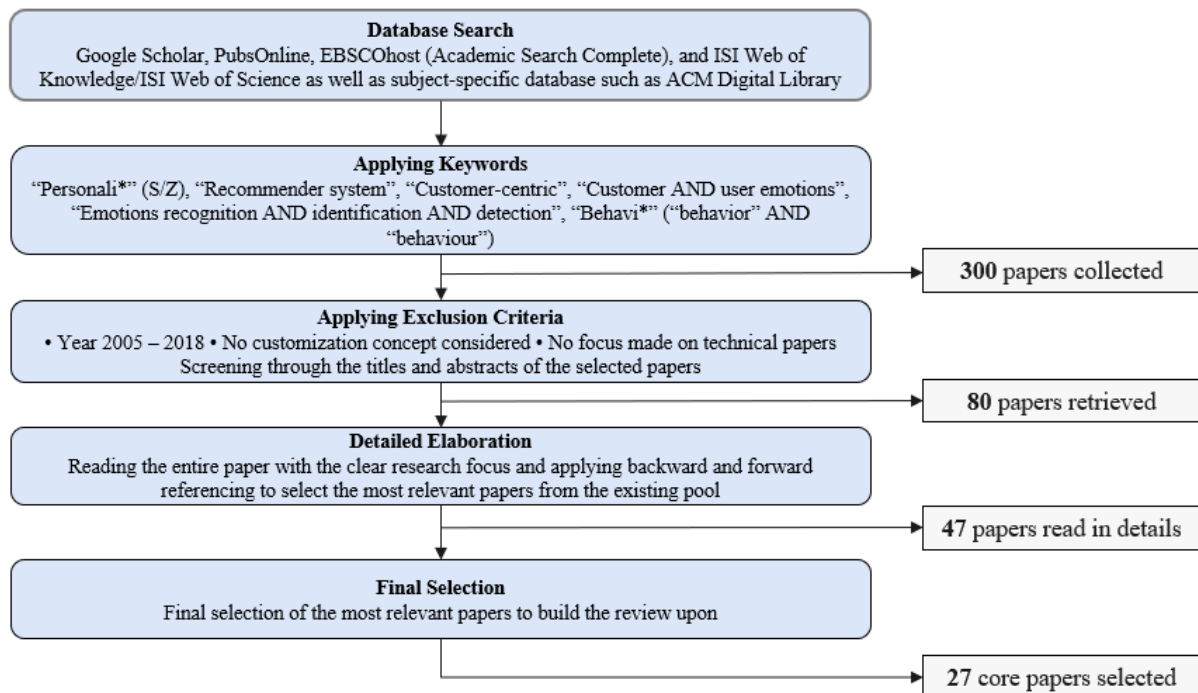 Database Search
Google Scholar, PubsOnline, EBSCOhost (Academic Search Complete), and ISI Web of
Knowledge/ISI Web of Science as well as subject-specific database such as ACM Digital Library
Applying Keywords
“Personali*” (S/Z), “Recommender system”, “Customer-centric”, “Customer AND user emotions”,
“Emotions recognition AND identification AND detection”, “Behavi*” (“behavior” AND
“behaviour”)
300 papers collected
Applying Exclusion Criteria
• Year 2005 – 2018 • No customization concept considered • No focus made on technical papers
Screening through the titles and abstracts of the selected papers
80 papers retrieved
Detailed Elaboration
Reading the entire paper with the clear research focus and applying backward and forward
referencing to select the most relevant papers from the existing pool
47 papers read in details
Final Selection
Final selection of the most relevant papers to build the review upon
27 core papers selected